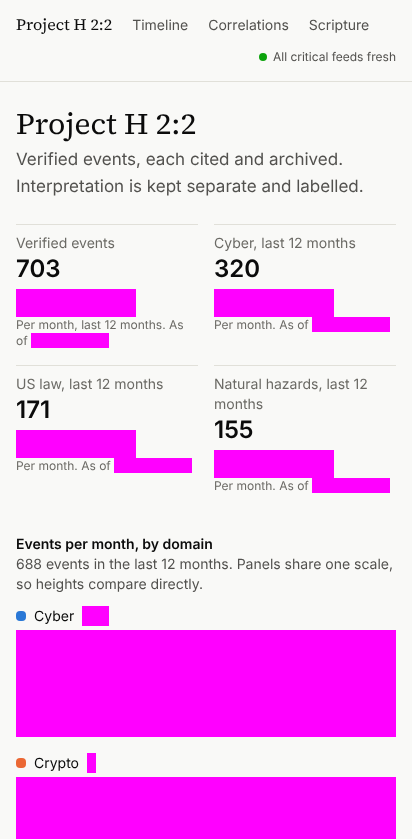 Project H 2:2 Timeline Correlations Scripture
All critical feeds fresh
Project H 2:2
Verified events, each cited and archived.
Interpretation is kept separate and labelled.
Verified events
703
Per month, last 12 months. As
of
Cyber, last 12 months
320
Per month. As of
US law, last 12 months
171
Per month. As of
Natural hazards, last 12
months
155
Per month. As of
Events per month, by domain
688 events in the last 12 months. Panels share one scale,
so heights compare directly.
Cyber
Crypto